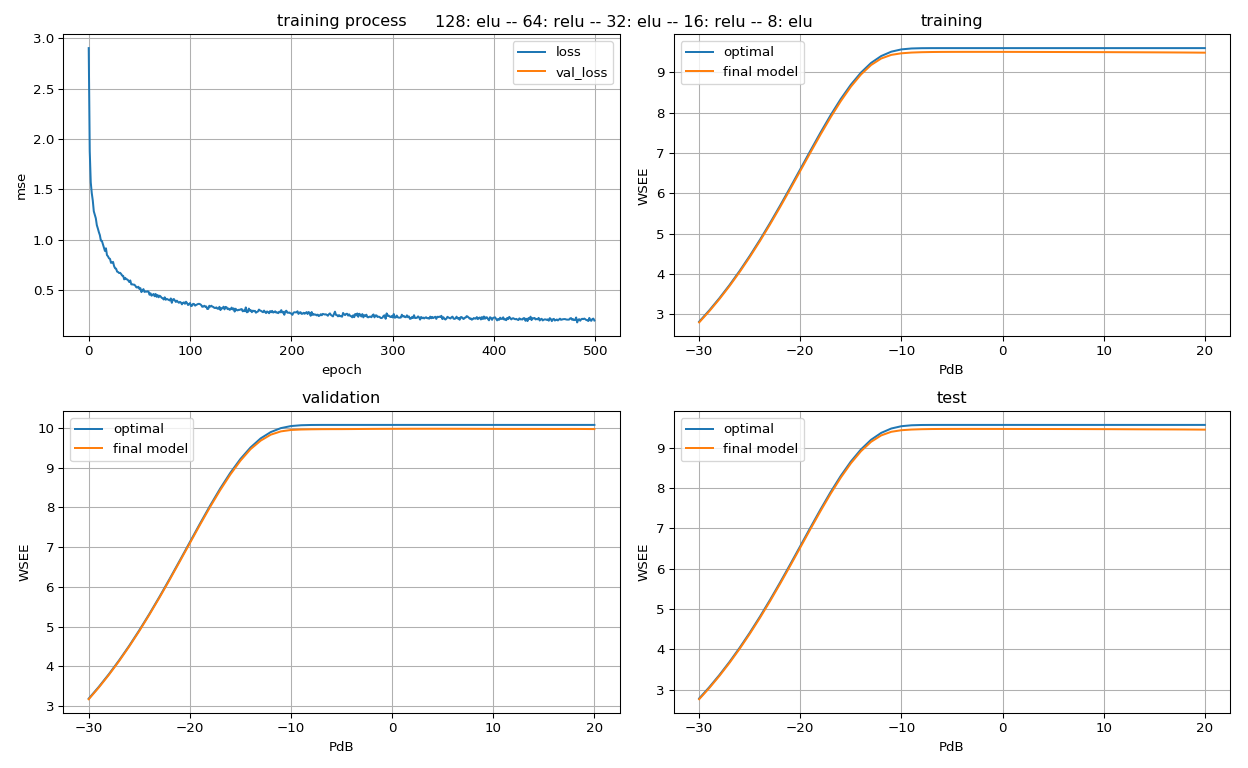 training process 128: elu -- 64: relu -- 32: elu -- 16: relu -- 8: elu training
3.0
2.5
2.0
1.5
1.0
0.5
mse
0 100 200 300 400 500
epoch
loss
val_loss
9
8
7
6
5
4
3
WSEE
−30 −20 −10 0 10 20
PdB
optimal
final model
validation
10
9
8
7
6
5
4
3
WSEE
−30 −20 −10 0 10 20
PdB
optimal
final model
test
9
8
7
6
5
4
3
WSEE
−30 −20 −10 0 10 20
PdB
optimal
final model